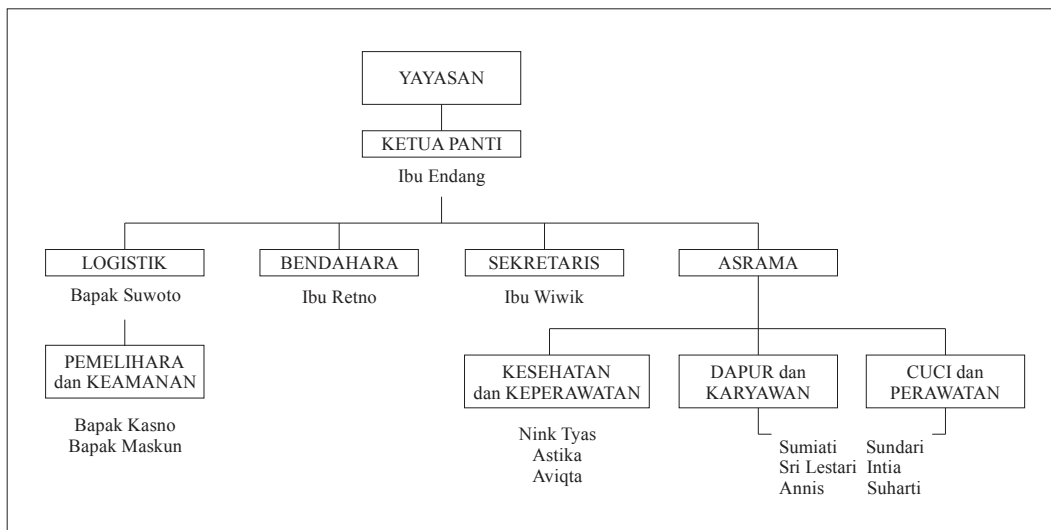 YAYASAN
KETUA PANTI
Ibu Endang
LOGISTIK
Bapak Suwoto
BENDAHARA
Ibu Retno
SEKRETARIS
Ibu Wiwik
ASRAMA
PEMELIHARA
dan KEAMANAN
Bapak Kasno
Bapak Maskun
KESEHATAN
dan KEPERAWATAN
Nink Tyas
Astika
Aviqta
DAPUR dan
KARYAWAN
Sumiati
Sri Lestari
Annis
CUCI dan
PERAWATAN
Sundari
Intia
Suharti